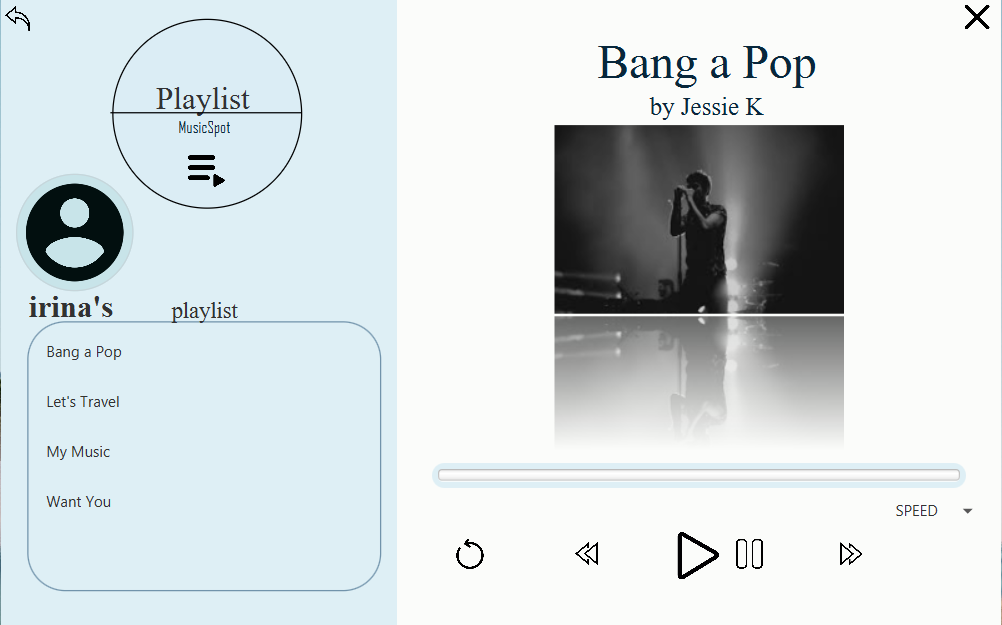 Playlist
MusicSpot
irina's playlist
Bang a Pop
Let's Travel
My Music
Want You
Bang a Pop
by Jessie K
SPEED